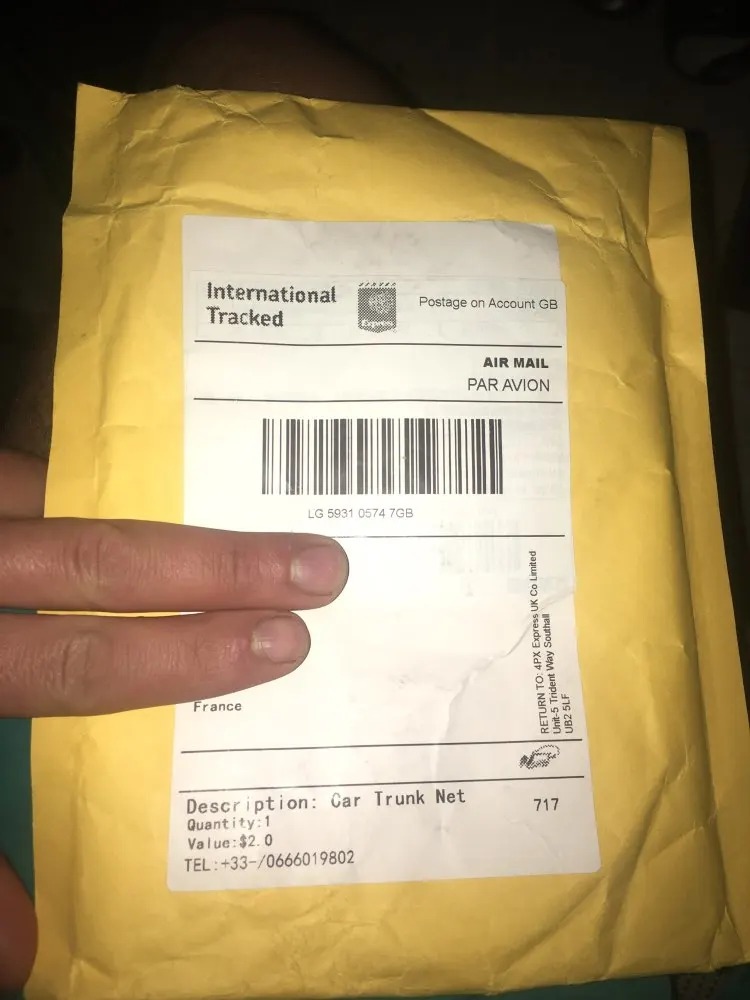 International
Tracked
Express
Postage on Account GB
AIR MAIL
PAR AVION
LG 5931 0574 7GB
RETURN TO: 4PX Express UK Co Limited
Unit-5 Trident Way Southall
UB2 5LF
France
Description: Car Trunk Net
717
Quantity:1
Value:$2.0
TEL:+33-/0666019802